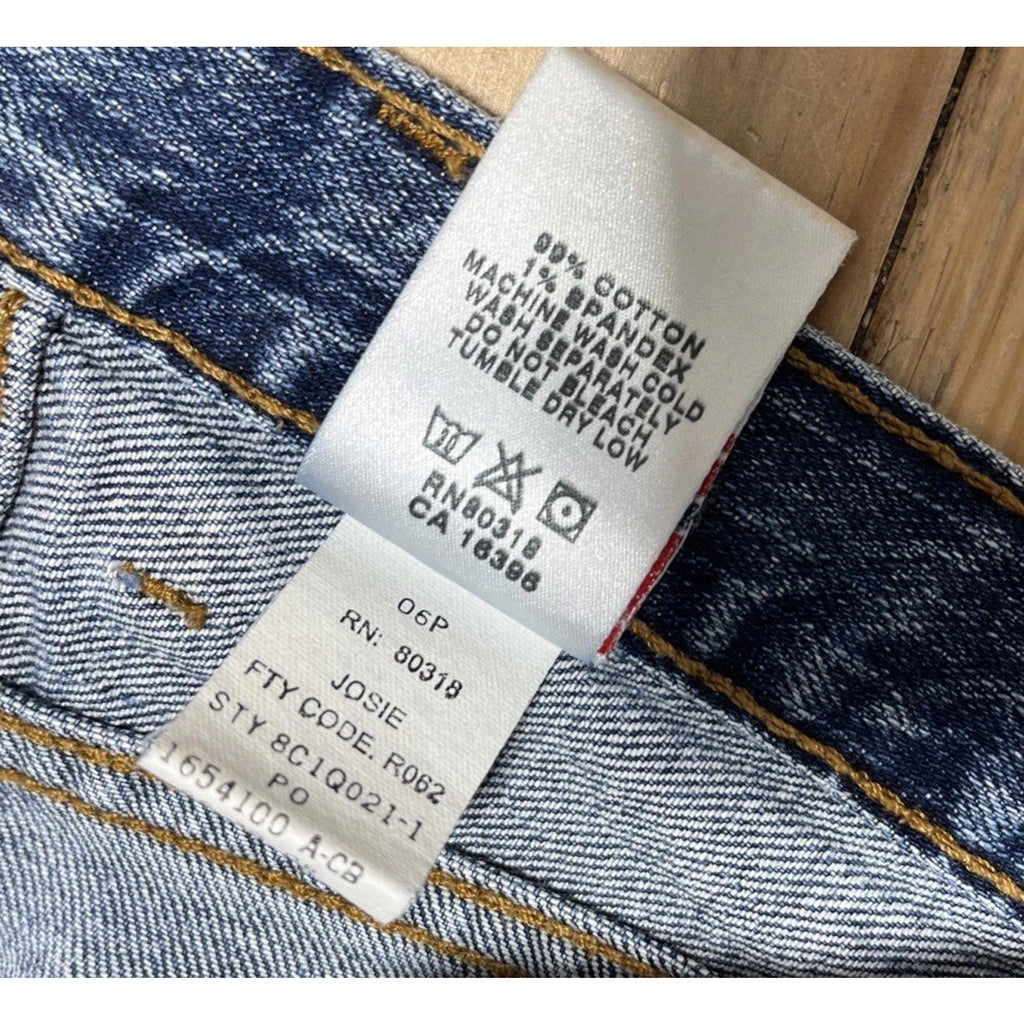 99% COTTON
1% SPANDEX
MACHINE WASH COLD
WASH SEPARATELY
DO NOT BLEACH
TUMBLE DRY LOW
30
RN80318
CA 16396
06P
RN: 80318
JOSIE
FTY CODE. R062
STY 8C1Q021-1
PO
1654100 A-CB